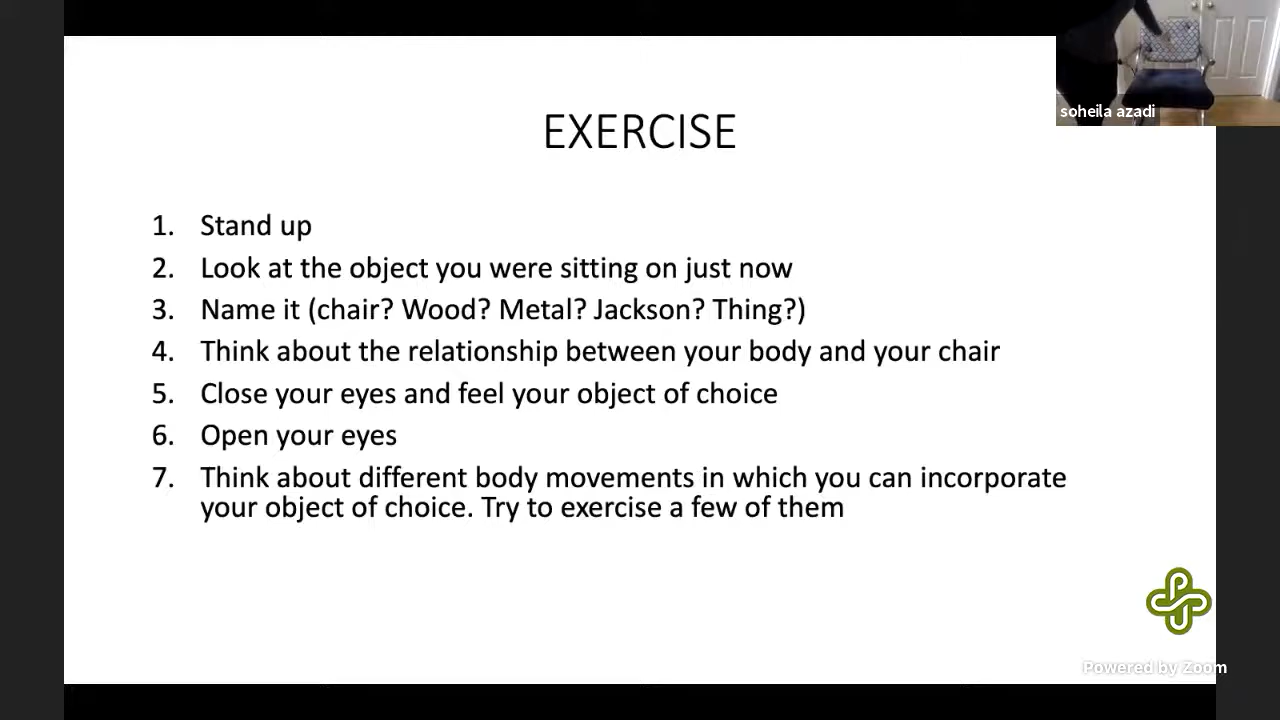 soheila azadi
EXERCISE
1. Stand up
2. Look at the object you were sitting on just now
3. Name it (chair? Wood? Metal? Jackson? Thing?)
4. Think about the relationship between your body and your chair
5. Close your eyes and feel your object of choice
6. Open your eyes
7. Think about different body movements in which you can incorporate
your object of choice. Try to exercise a few of them
Powered by Zoom